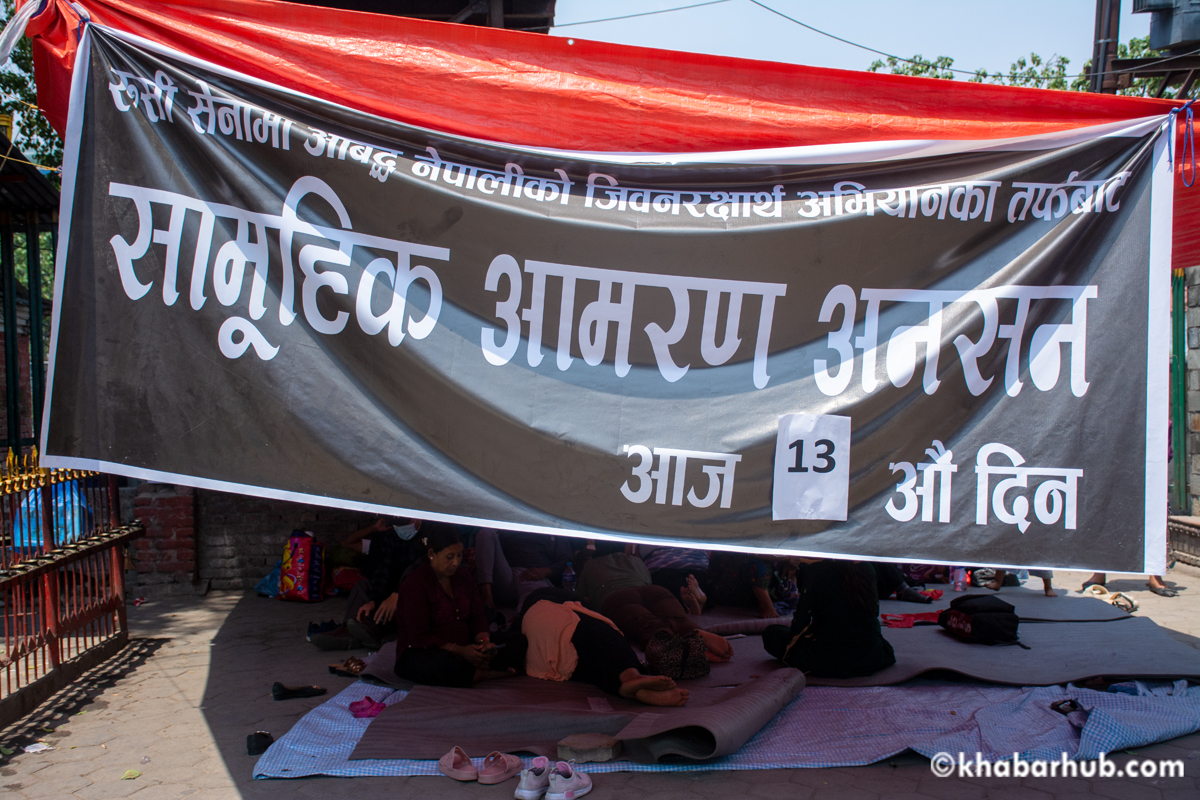 रूसी सेनामा आबद्ध नेपालीको जिवनरक्षार्थ अभियानका तर्फबाट
सामूहिक आमरण अनसन
आज 13 औ दिन
©khabarhub.com